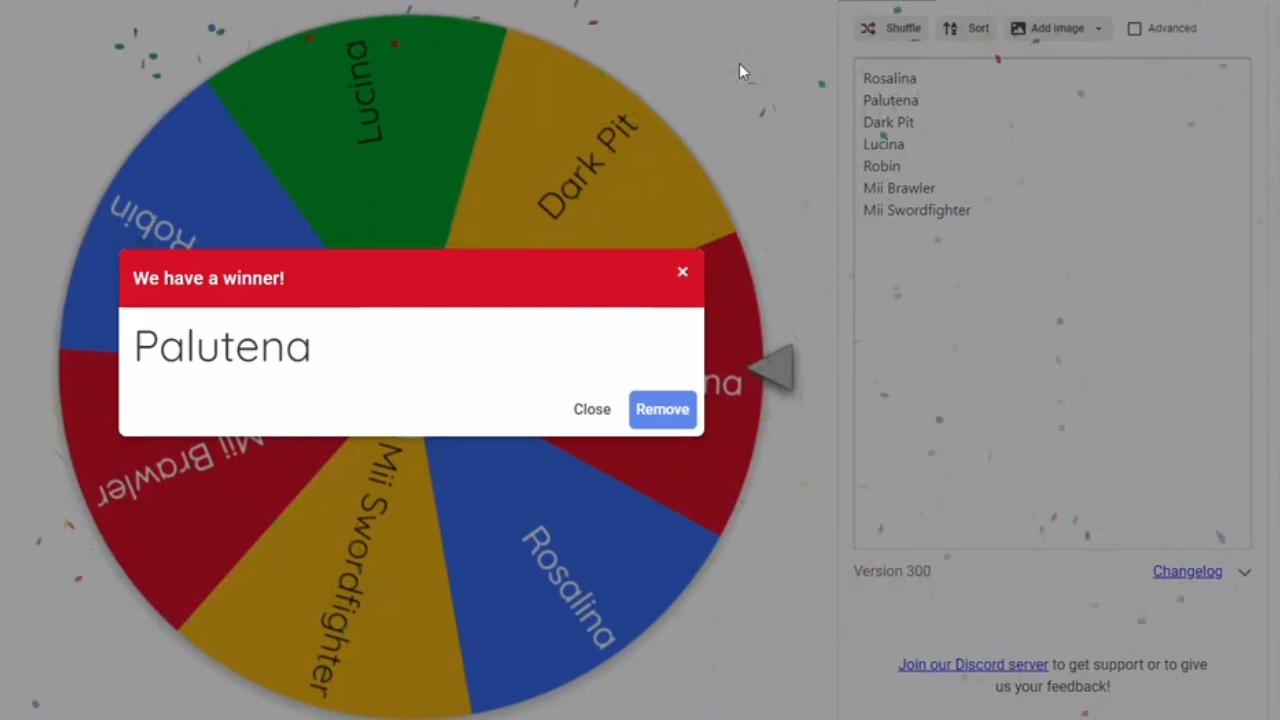 Shuffle
Sort
Add image
Advanced
Rosalina
Palutena
Dark Pit
Lucina
Robin
Mii Brawler
Mii Swordfighter
Lucina
Dark Pit
Robin
We have a winner!
×
Palutena
Close
Remove
na
Mii Brawler
Mii Swordfighter
Rosalina
Version 300
Changelog
Join our Discord server to get support or to give
us your feedback!